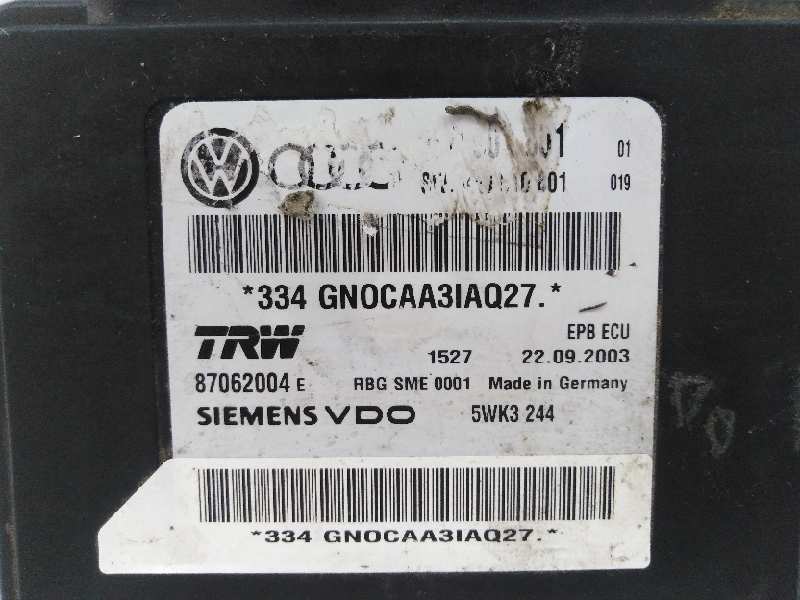 01
019
*334 GNOCAA3IAQ27.*
TRW EPB ECU
1527 22.09.2003
87062004 E RBG SME 0001 Made in Germany
SIEMENS VDO 5WK3 244
*334 GNOCAA3IAQ27.*